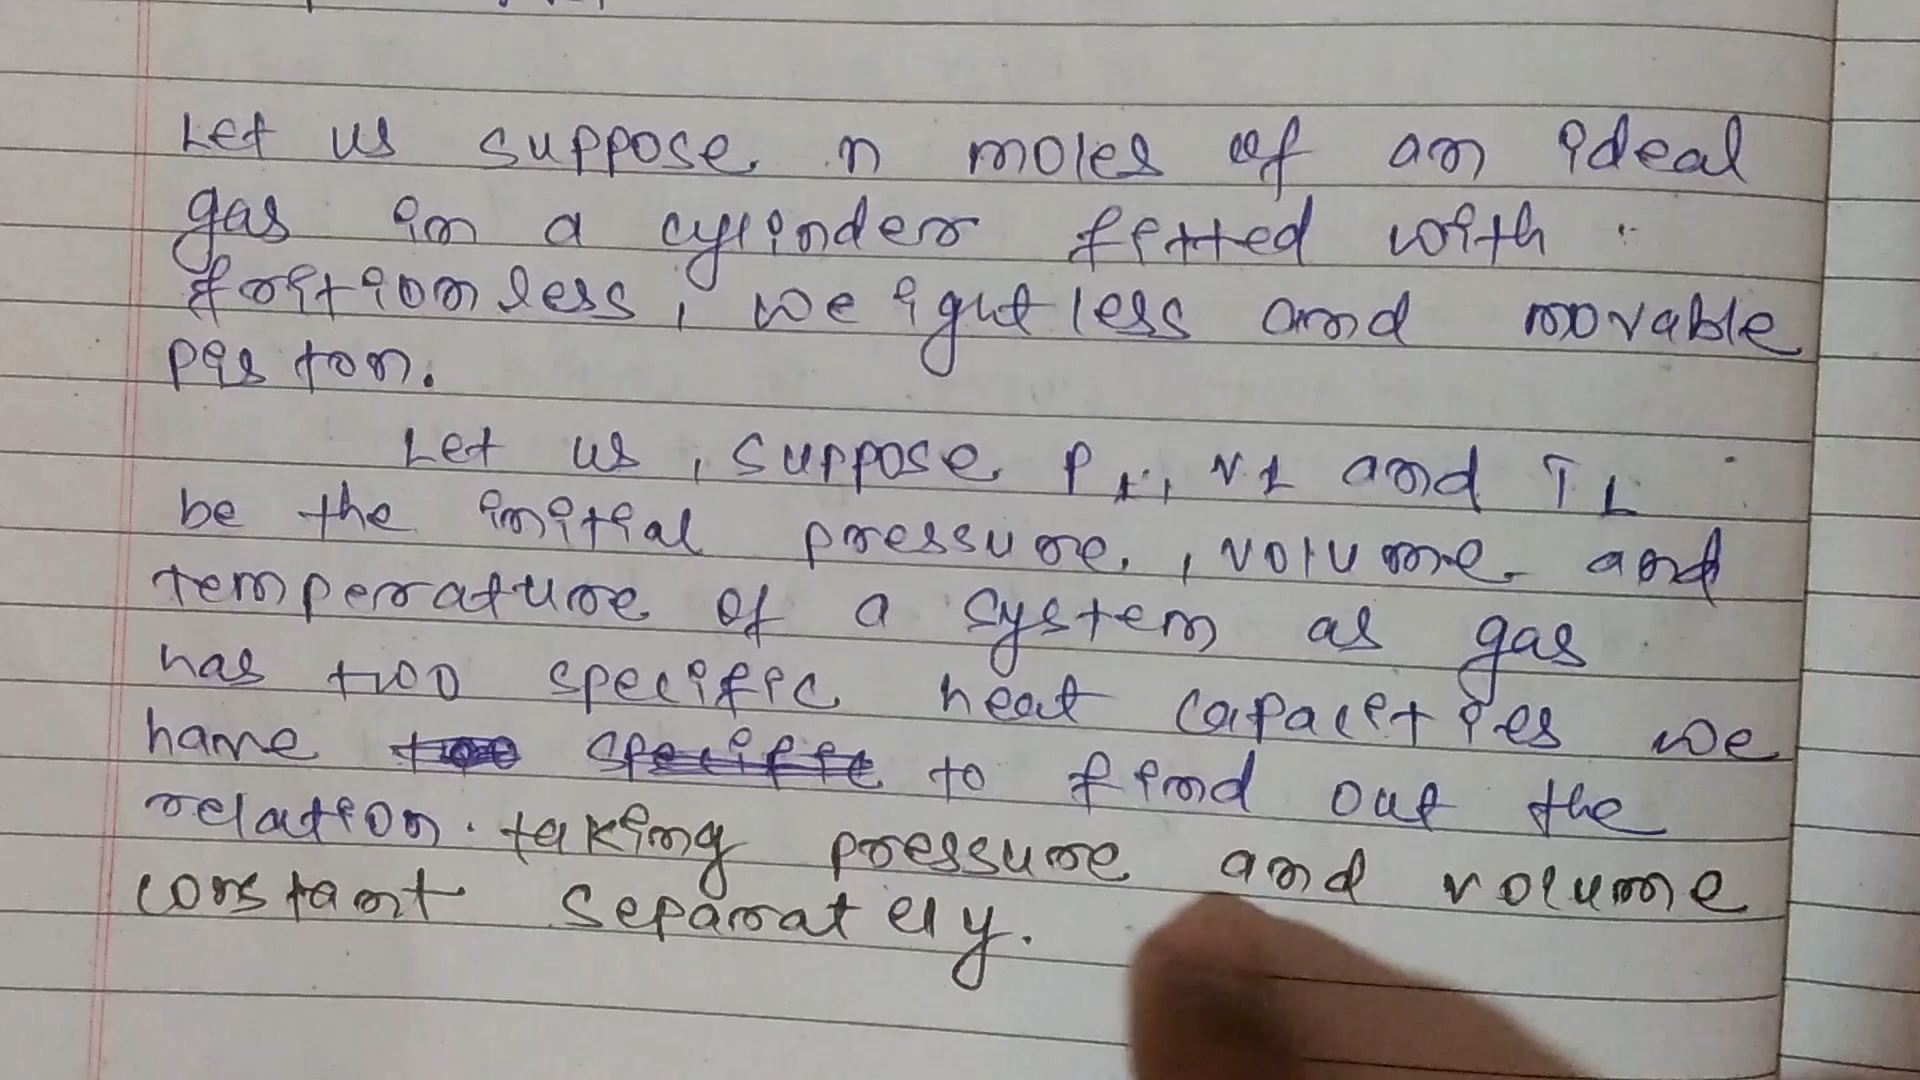 Let us suppose n moles of an ideal
gas in a cylinder fitted with
fritionless, weightless and movable
piston.
Let us, suppose P1, V1 and T1
be the initial pressure, volume and
temperature of a system as gas
has two specific heat capacities we
have to find out the
relation. taking pressure and volume
constant separately.